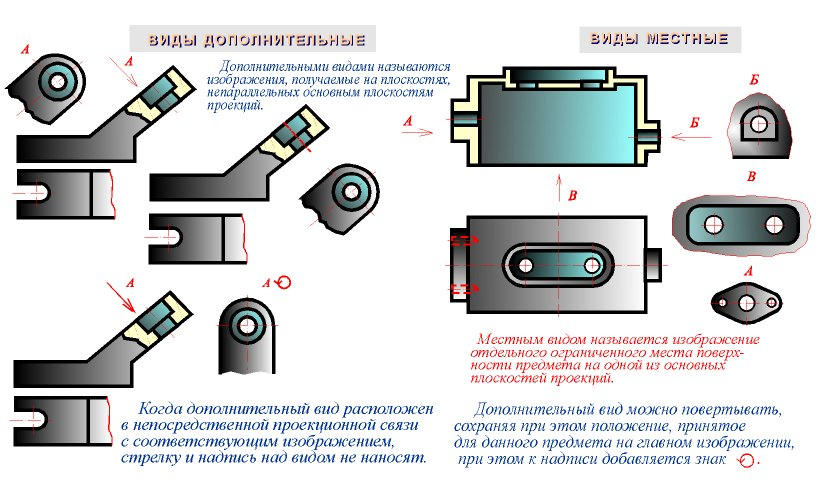 ВИДЫ ДОПОЛНИТЕЛЬНЫЕ
Дополнительными видами называются
изображения, получаемые на плоскостях,
непараллельных основным плоскостям
проекций.
А
А
А
А
Когда дополнительный вид расположен
в непосредственной проекционной связи
с соответствующим изображением,
стрелку и надпись над видом не наносят.
ВИДЫ МЕСТНЫЕ
А
Б
Б
В
В
А
Местным видом называется изображение
отдельного ограниченного места поверх-
ности предмета на одной из основных
плоскостей проекций.
Дополнительный вид можно повертывать,
сохраняя при этом положение, принятое
для данного предмета на главном изображении,
при этом к надписи добавляется знак .